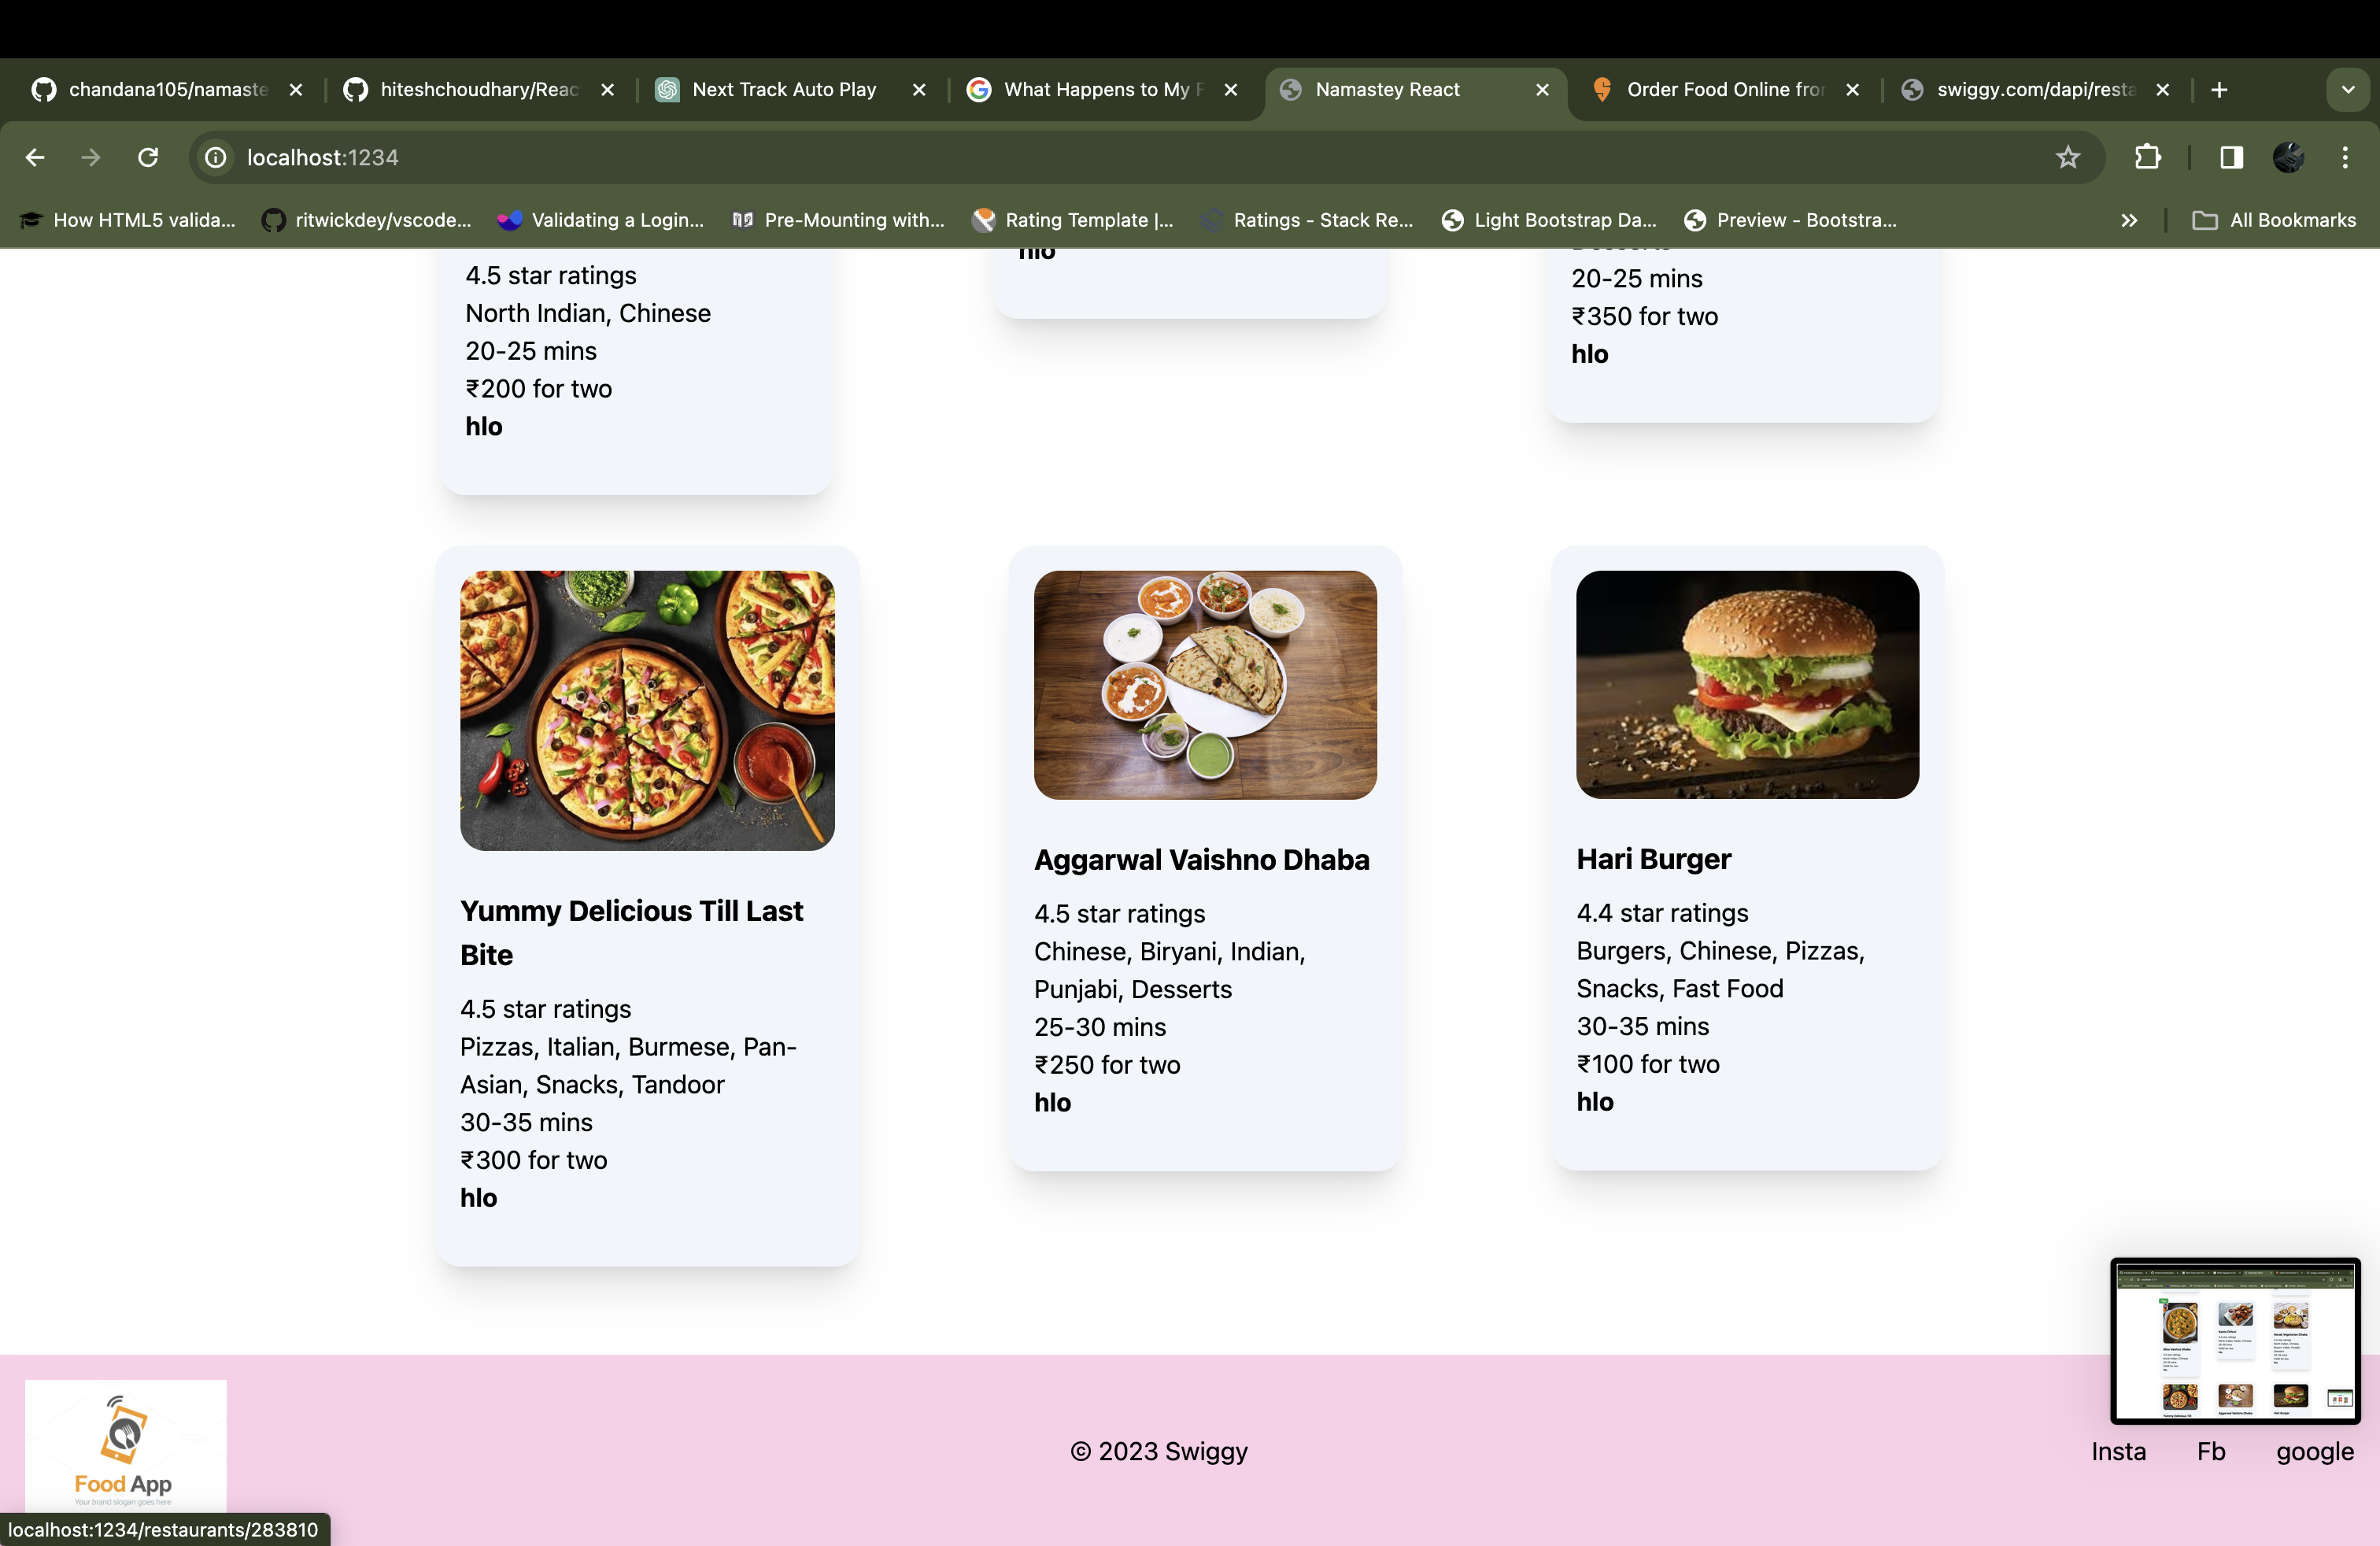 chandana105/namaste
hiteshchoudhary/Reac
Next Track Auto Play
What Happens to My F
Namastey React
Order Food Online fror
swiggy.com/dapi/resta
localhost:1234
How HTML5 valida...
ritwickdey/vscode...
Validating a Login...
Pre-Mounting with...
Rating Template |...
Ratings - Stack Re...
Light Bootstrap Da...
Preview - Bootstra...
All Bookmarks
4.5 star ratings
North Indian, Chinese
20-25 mins
₹200 for two
hlo
hlo
Desserts
20-25 mins
₹350 for two
hlo
Yummy Delicious Till Last
Bite
4.5 star ratings
Pizzas, Italian, Burmese, Pan-
Asian, Snacks, Tandoor
30-35 mins
₹300 for two
hlo
Aggarwal Vaishno Dhaba
4.5 star ratings
Chinese, Biryani, Indian,
Punjabi, Desserts
25-30 mins
₹250 for two
hlo
Hari Burger
4.4 star ratings
Burgers, Chinese, Pizzas,
Snacks, Fast Food
30-35 mins
₹100 for two
hlo
Food App
Your brand slogan goes here
© 2023 Swiggy
Insta
Fb
google
localhost:1234/restaurants/283810